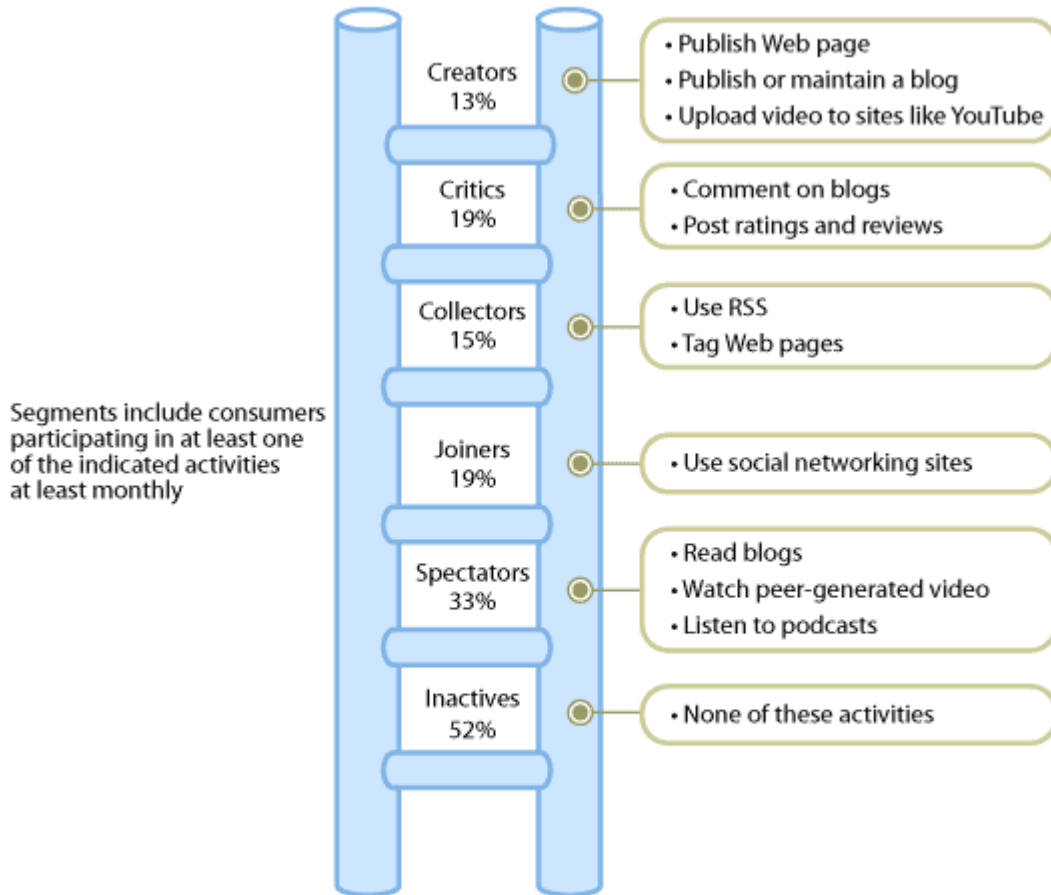 Creators
13%
• Publish Web page
• Publish or maintain a blog
• Upload video to sites like YouTube
Critics
19%
• Comment on blogs
• Post ratings and reviews
Collectors
15%
• Use RSS
• Tag Web pages
Segments include consumers
participating in at least one
of the indicated activities
at least monthly
Joiners
19%
• Use social networking sites
Spectators
33%
• Read blogs
• Watch peer-generated video
• Listen to podcasts
Inactives
52%
• None of these activities